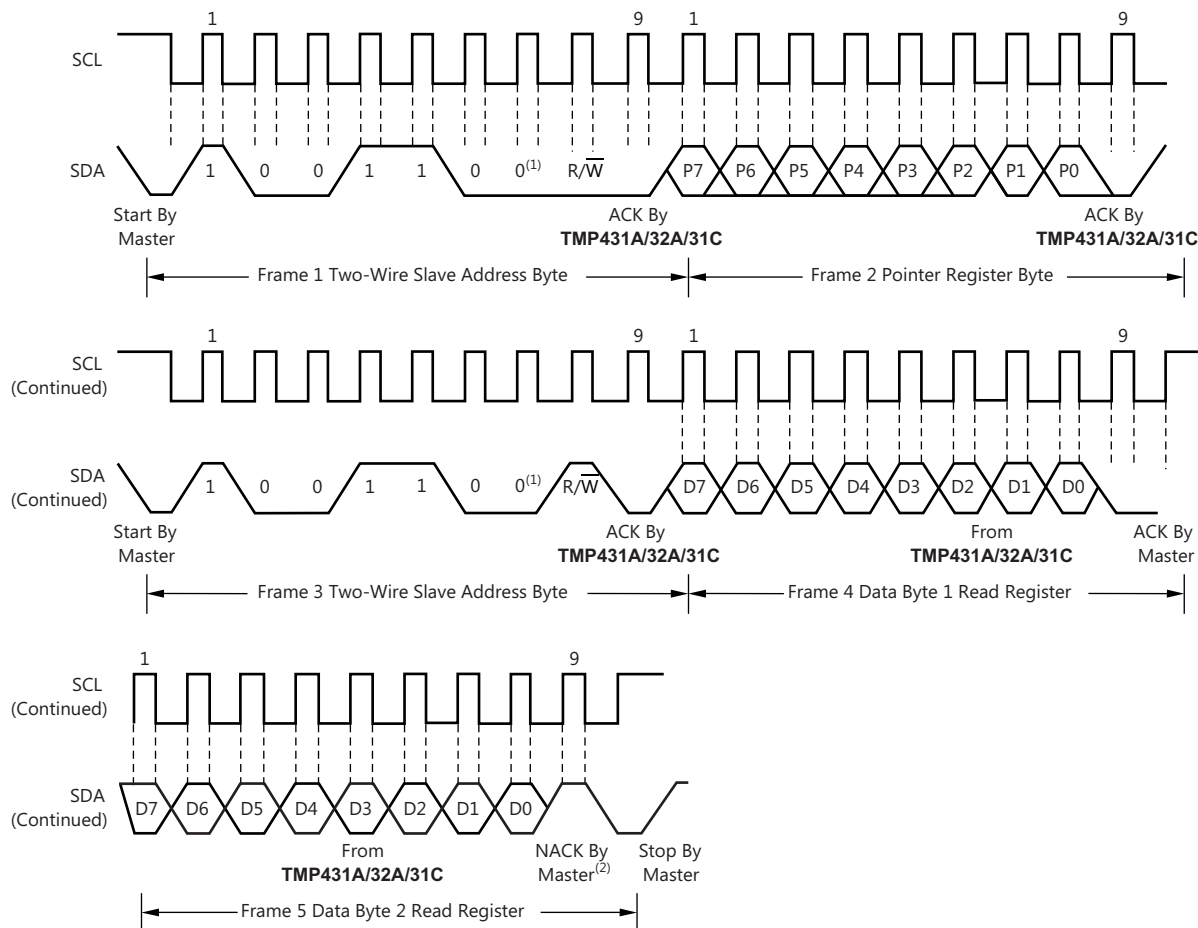 1 9 1 9
SCL
SDA 1 0 0 1 1 0 0(1) R/W̅ P7 P6 P5 P4 P3 P2 P1 P0
Start By Master
ACK By TMP431A/32A/31C
ACK By TMP431A/32A/31C
Frame 1 Two-Wire Slave Address Byte
Frame 2 Pointer Register Byte
1 9 1 9
SCL (Continued)
SDA (Continued) 1 0 0 1 1 0 0(1) R/W̅ D7 D6 D5 D4 D3 D2 D1 D0
Start By Master
ACK By TMP431A/32A/31C
From TMP431A/32A/31C
ACK By Master
Frame 3 Two-Wire Slave Address Byte
Frame 4 Data Byte 1 Read Register
1 9
SCL (Continued)
SDA (Continued) D7 D6 D5 D4 D3 D2 D1 D0
From TMP431A/32A/31C
NACK By Master(2)
Stop By Master
Frame 5 Data Byte 2 Read Register